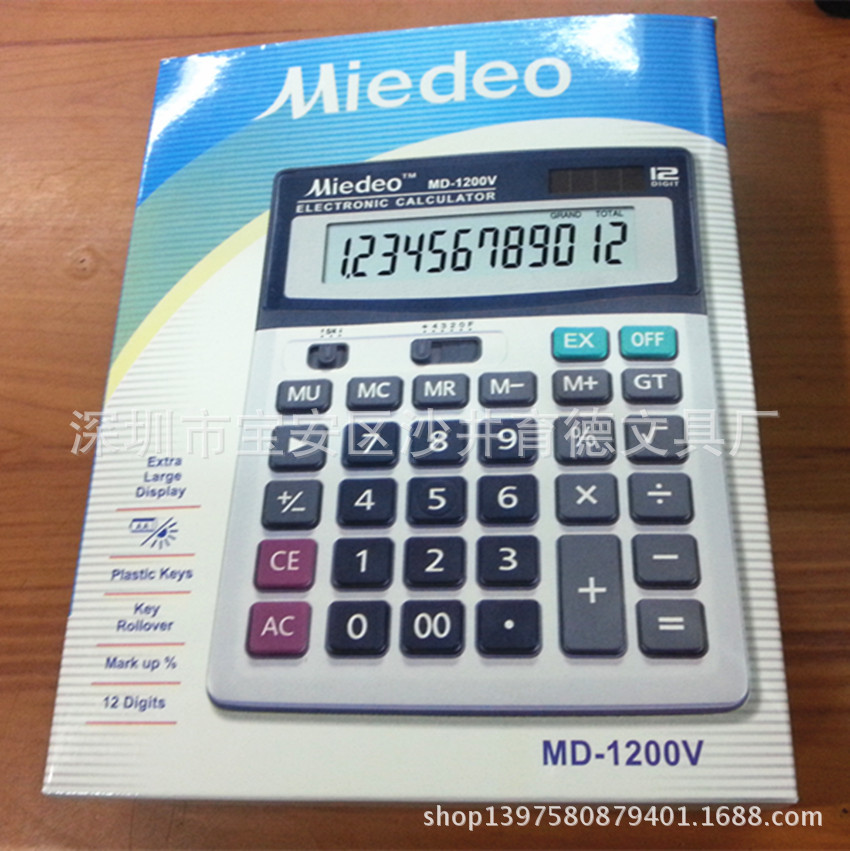 Miedeo
Miedeo™ MD-1200V
12
DIGIT
ELECTRONIC CALCULATOR
GRAND TOTAL
1,23456789012
EX OFF
MU MC MR M− M+ GT
深圳市宝安区沙井育德文具厂
▶ 7 8 9 % √
+/− 4 5 6 × ÷
CE 1 2 3 + −
AC 0 00 . =
Extra
Large
Display
Plastic Keys
Key
Rollover
Mark up %
12 Digits
MD-1200V
shop1397580879401.1688.com